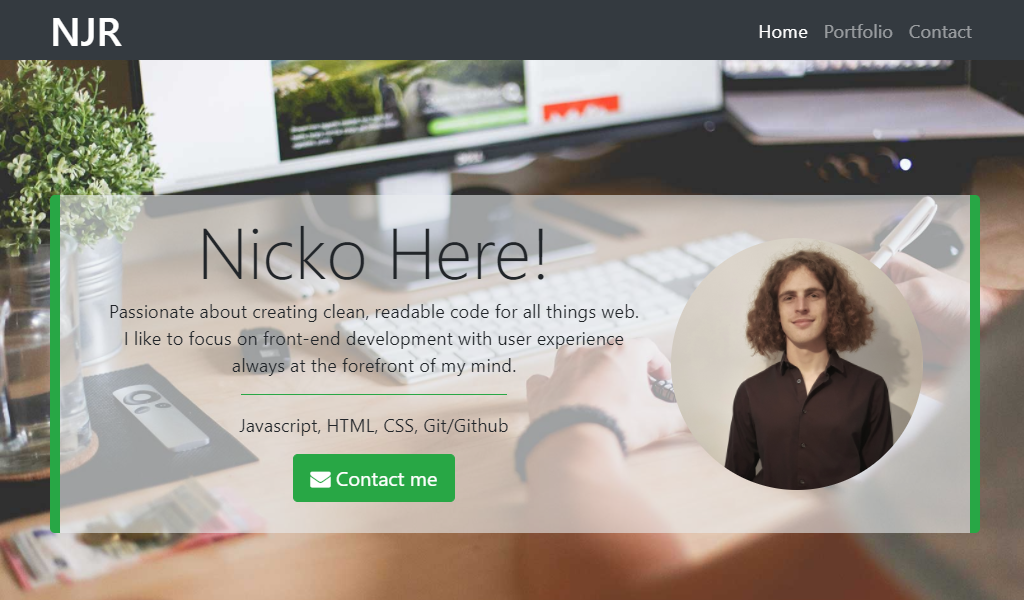 NJR
Home Portfolio Contact
Nicko Here!
Passionate about creating clean, readable code for all things web.
I like to focus on front-end development with user experience
always at the forefront of my mind.
Javascript, HTML, CSS, Git/Github
Contact me